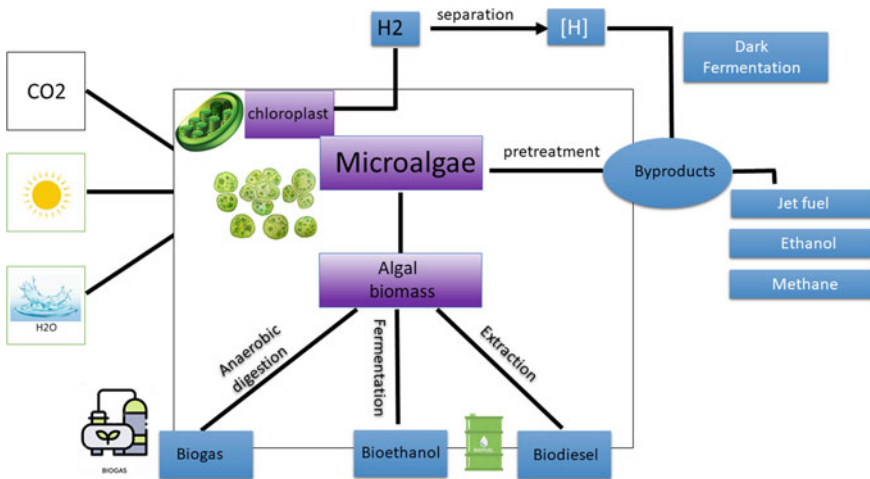 H2
separation
[H]
Dark
Fermentation
CO2
chloroplast
Microalgae
pretreatment
Byproducts
Jet fuel
Ethanol
Methane
H2O
Algal
biomass
Anaerobic
digestion
Fermentation
Extraction
BIOGAS
Biogas
Bioethanol
BIOFUEL
Biodiesel